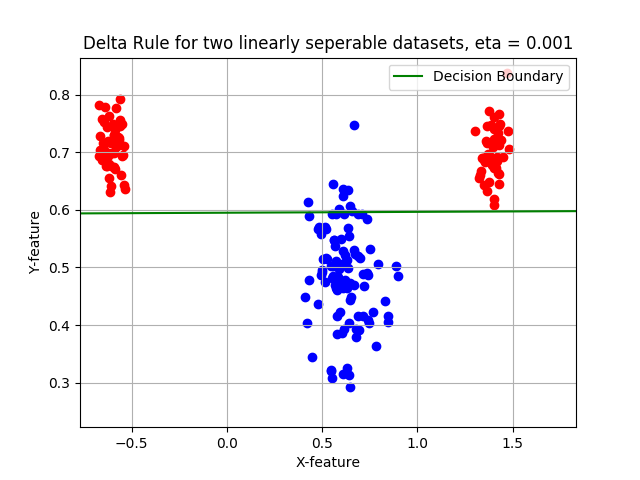 Delta Rule for two linearly seperable datasets, eta = 0.001
Decision Boundary
0.8
0.7
0.6
0.5
0.4
0.3
Y-feature
−0.5 0.0 0.5 1.0 1.5
X-feature